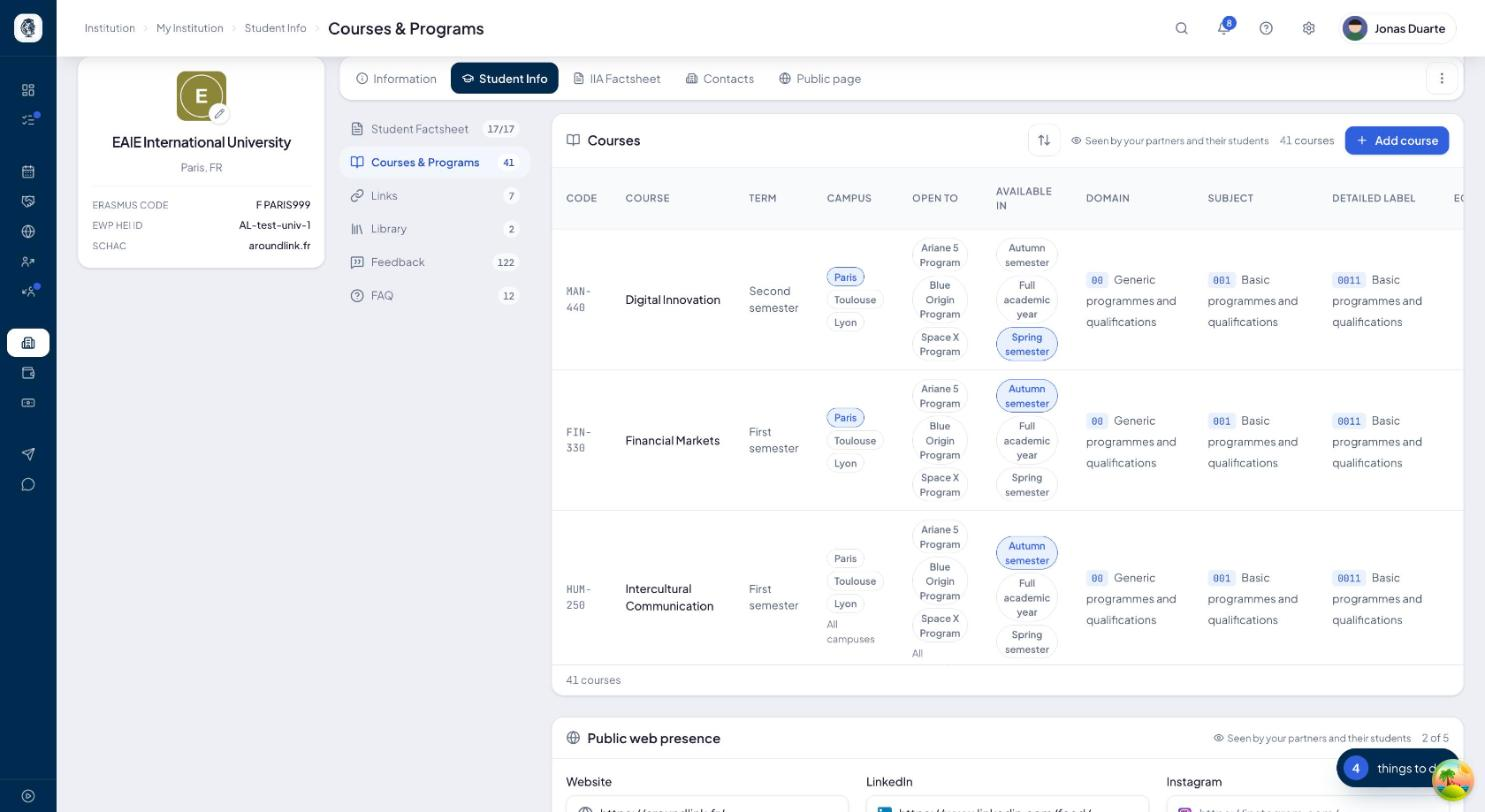 Institution
My Institution
Student Info
Courses & Programs
8
Jonas Duarte
E
EAIE International University
Paris, FR
ERASMUS CODE F PARIS999
EWP HEI ID AL-test-univ-1
SCHAC aroundlink.fr
Information
Student Info
IIA Factsheet
Contacts
Public page
Student Factsheet 17/17
Courses & Programs 41
Links 7
Library 2
Feedback 122
FAQ 12
Courses
Seen by your partners and their students
41 courses
+ Add course
CODE
COURSE
TERM
CAMPUS
OPEN TO
AVAILABLE
IN
DOMAIN
SUBJECT
DETAILED LABEL
MAN-
440
Digital Innovation
Second
semester
Paris
Toulouse
Lyon
Ariane 5
Program
Blue
Origin
Program
Space X
Program
Autumn
semester
Full
academic
year
Spring
semester
00 Generic
programmes and
qualifications
001 Basic
programmes and
qualifications
0011 Basic
programmes and
qualifications
FIN-
330
Financial Markets
First
semester
Paris
Toulouse
Lyon
Ariane 5
Program
Blue
Origin
Program
Space X
Program
Autumn
semester
Full
academic
year
Spring
semester
00 Generic
programmes and
qualifications
001 Basic
programmes and
qualifications
0011 Basic
programmes and
qualifications
HUM-
250
Intercultural
Communication
First
semester
Paris
Toulouse
Lyon
All
campuses
Ariane 5
Program
Blue
Origin
Program
Space X
Program
All
Autumn
semester
Full
academic
year
Spring
semester
00 Generic
programmes and
qualifications
001 Basic
programmes and
qualifications
0011 Basic
programmes and
qualifications
41 courses
Public web presence
Seen by your partners and their students
2 of 5
4 things to d
Website
LinkedIn
Instagram
https://aroundlink.fr/
https://www.linkedin.com/feed/
https://instagram.com/